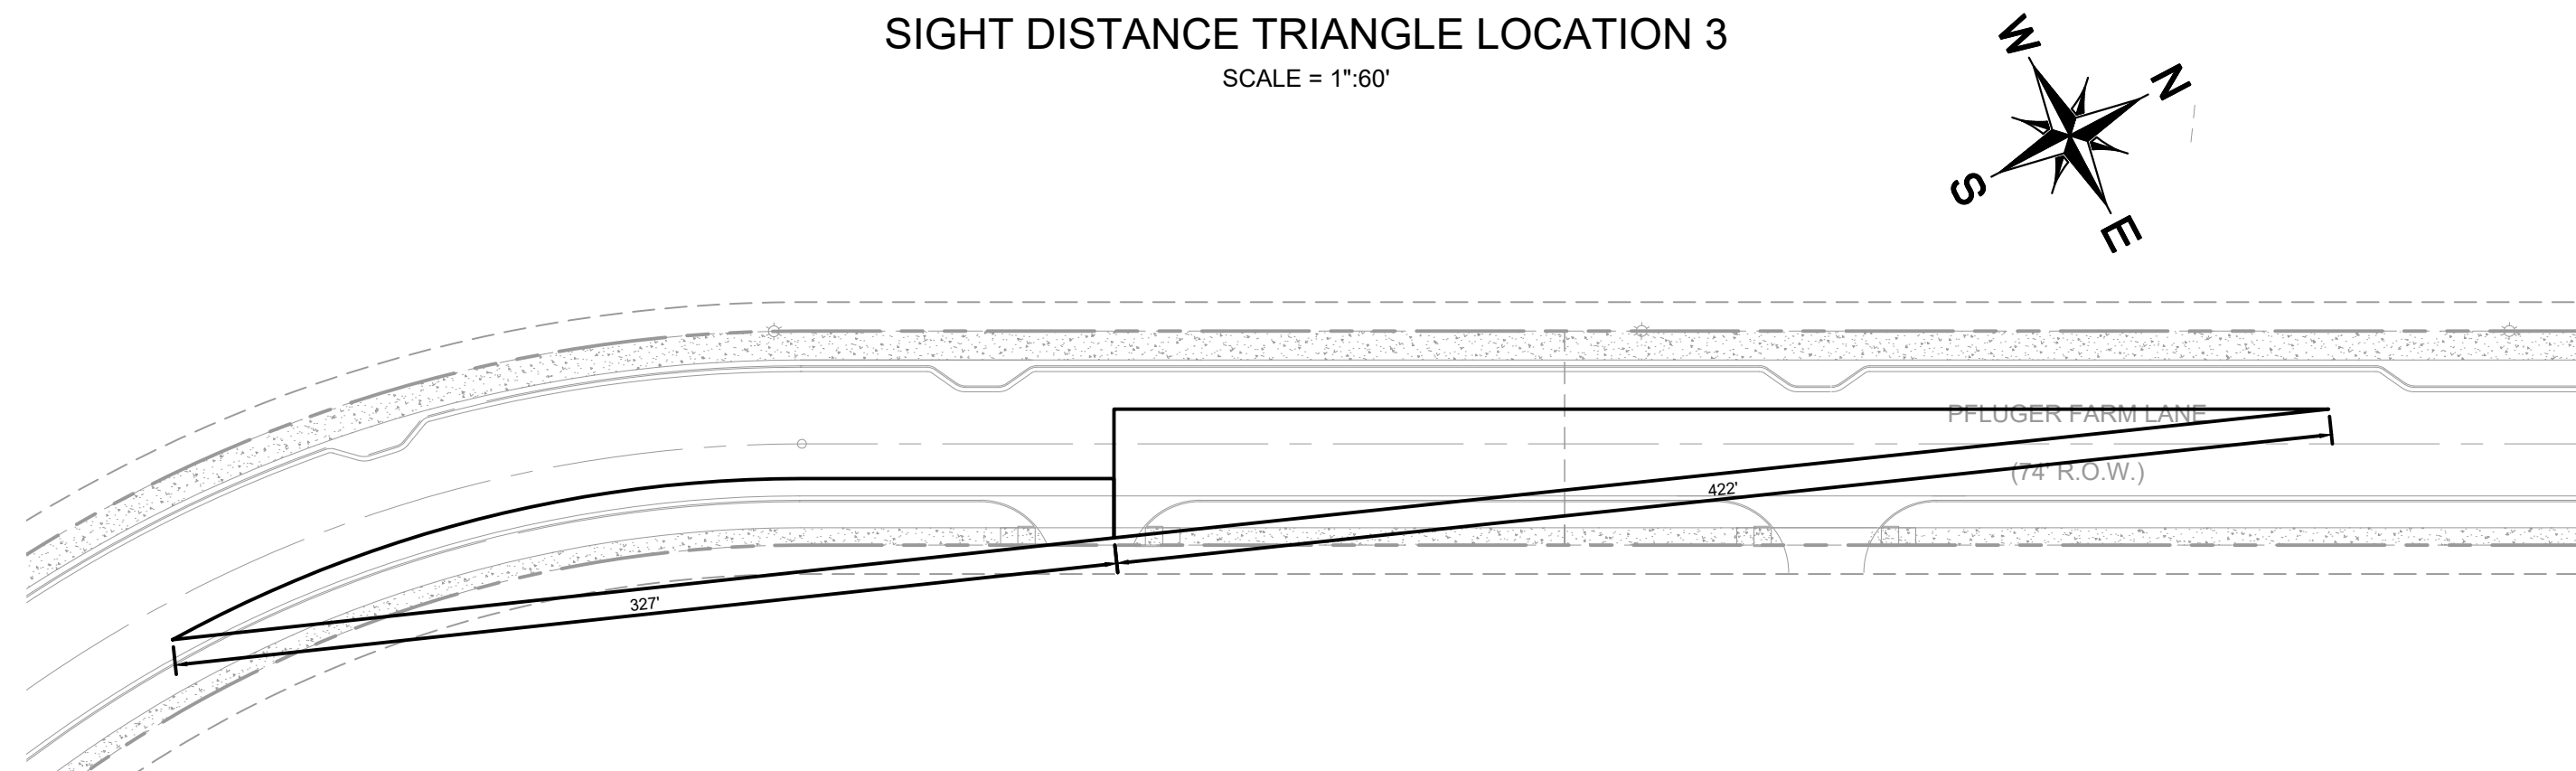 SIGHT DISTANCE TRIANGLE LOCATION 3
SCALE = 1":60'
W
N
S
E
PFLUGER FARM LANE
(74' R.O.W.)
422'
327'